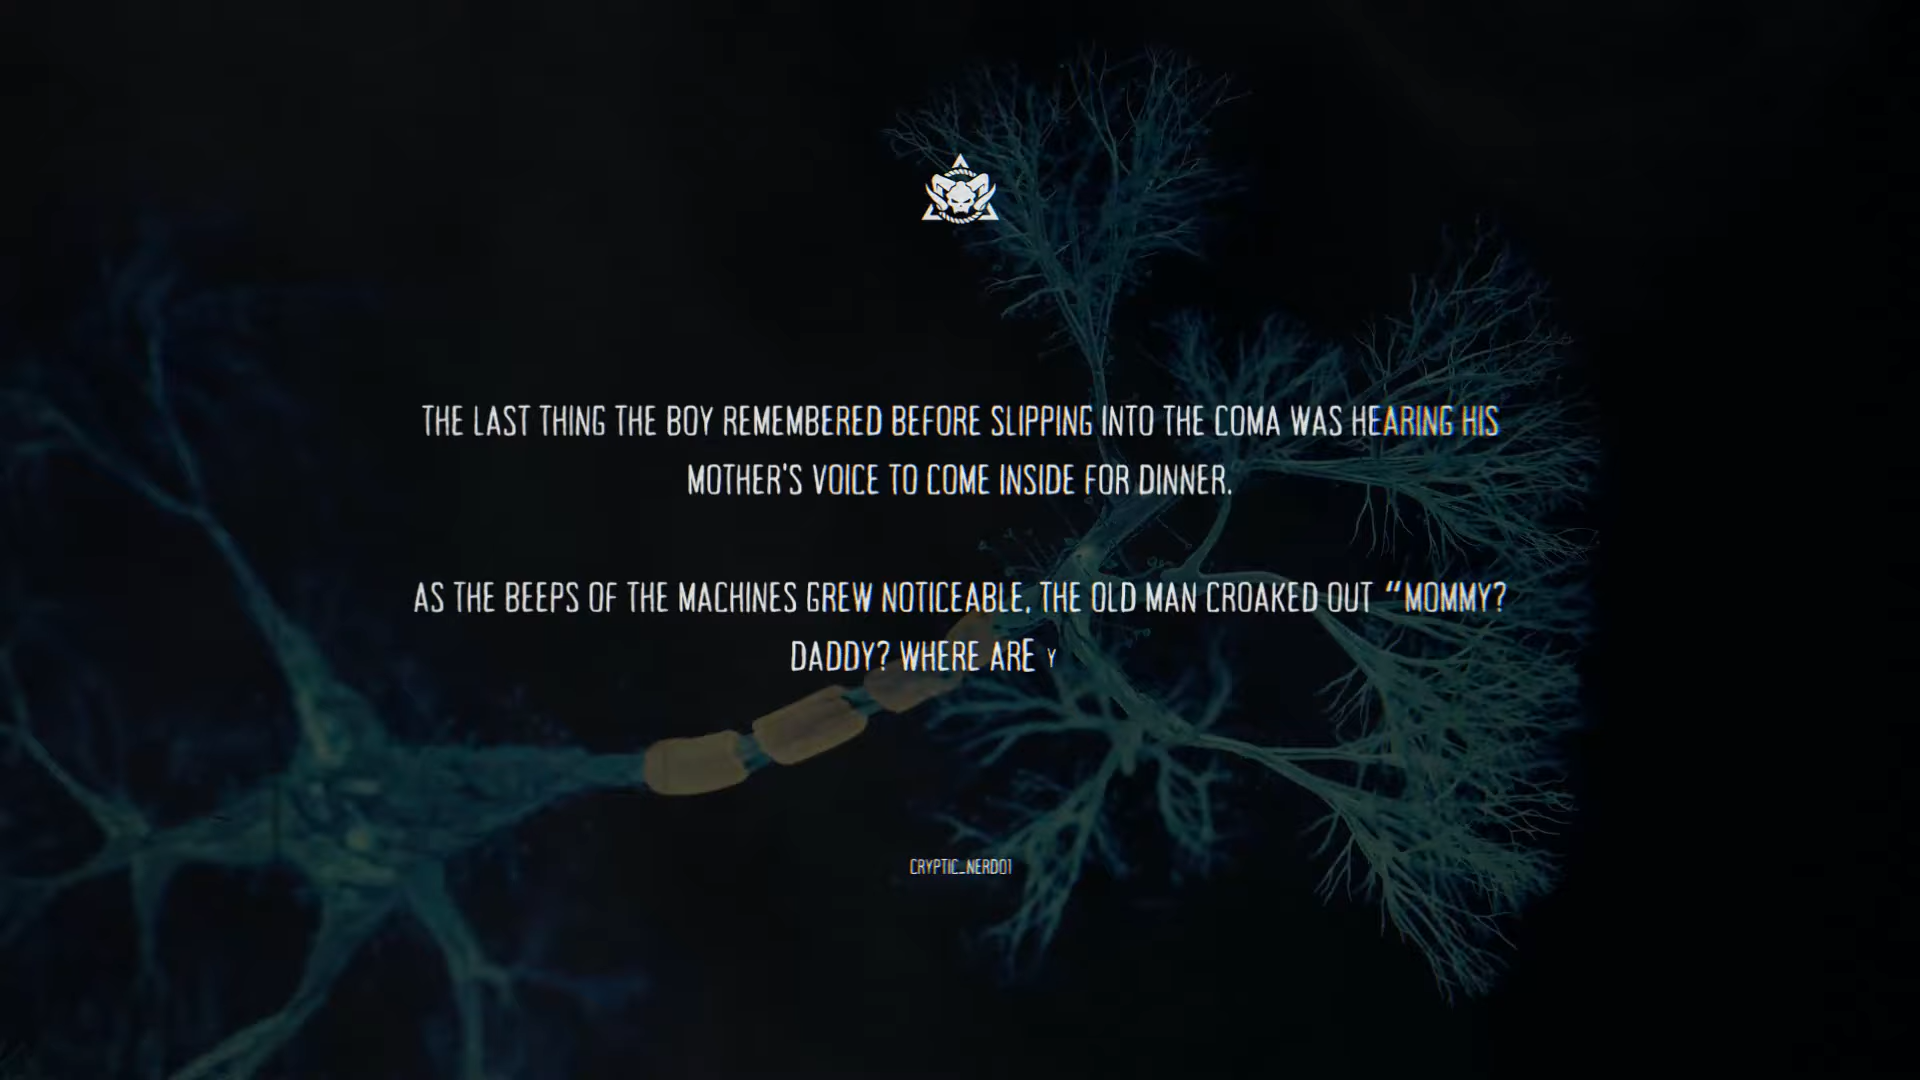 THE LAST THING THE BOY REMEMBERED BEFORE SLIPPING INTO THE COMA WAS HEARING HIS
MOTHER'S VOICE TO COME INSIDE FOR DINNER.
AS THE BEEPS OF THE MACHINES GREW NOTICEABLE, THE OLD MAN CROAKED OUT “MOMMY?
DADDY? WHERE ARE Y
CRYPTIC_NERD01